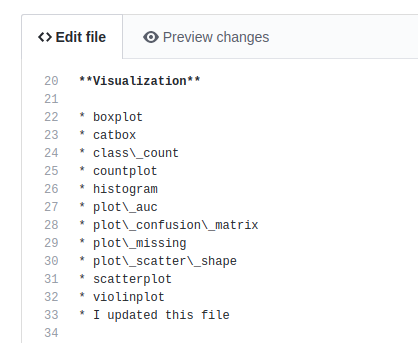 <> Edit file
Preview changes
20 **Visualization**
21
22 * boxplot
23 * catbox
24 * class\_count
25 * countplot
26 * histogram
27 * plot\_auc
28 * plot\_confusion\_matrix
29 * plot\_missing
30 * plot\_scatter\_shape
31 * scatterplot
32 * violinplot
33 * I updated this file
34